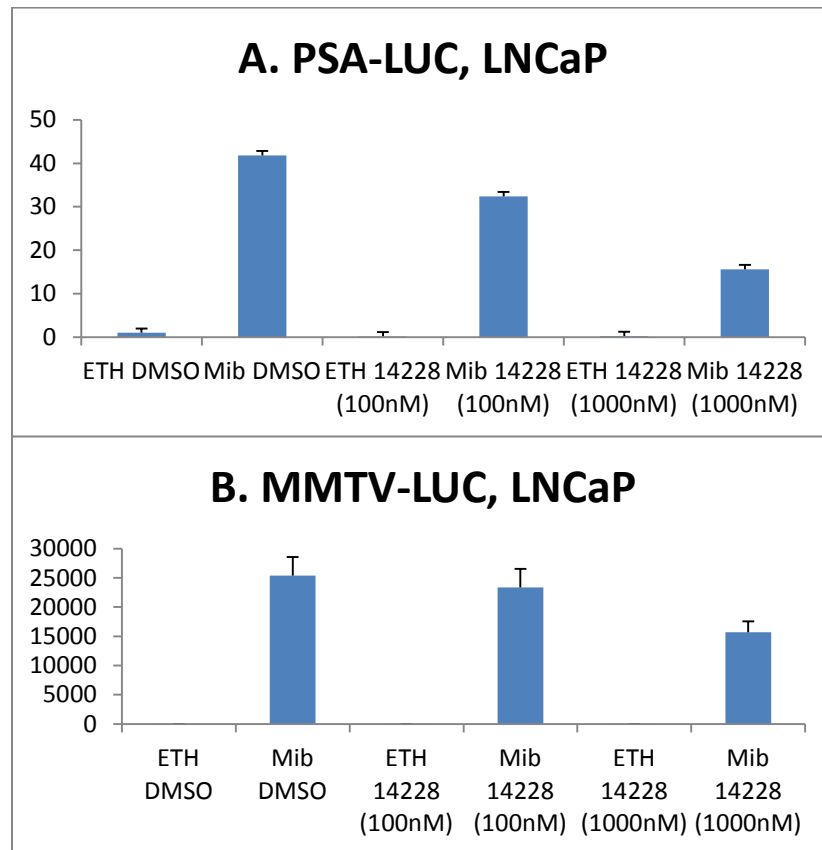 A. PSA-LUC, LNCaP
50
40
30
20
10
0
ETH DMSO Mib DMSO ETH 14228 Mib 14228 ETH 14228 Mib 14228
(100nM) (100nM) (1000nM) (1000nM)
B. MMTV-LUC, LNCaP
30000
25000
20000
15000
10000
5000
0
ETH Mib ETH Mib ETH Mib
DMSO DMSO 14228 14228 14228 14228
(100nM) (100nM) (1000nM) (1000nM)